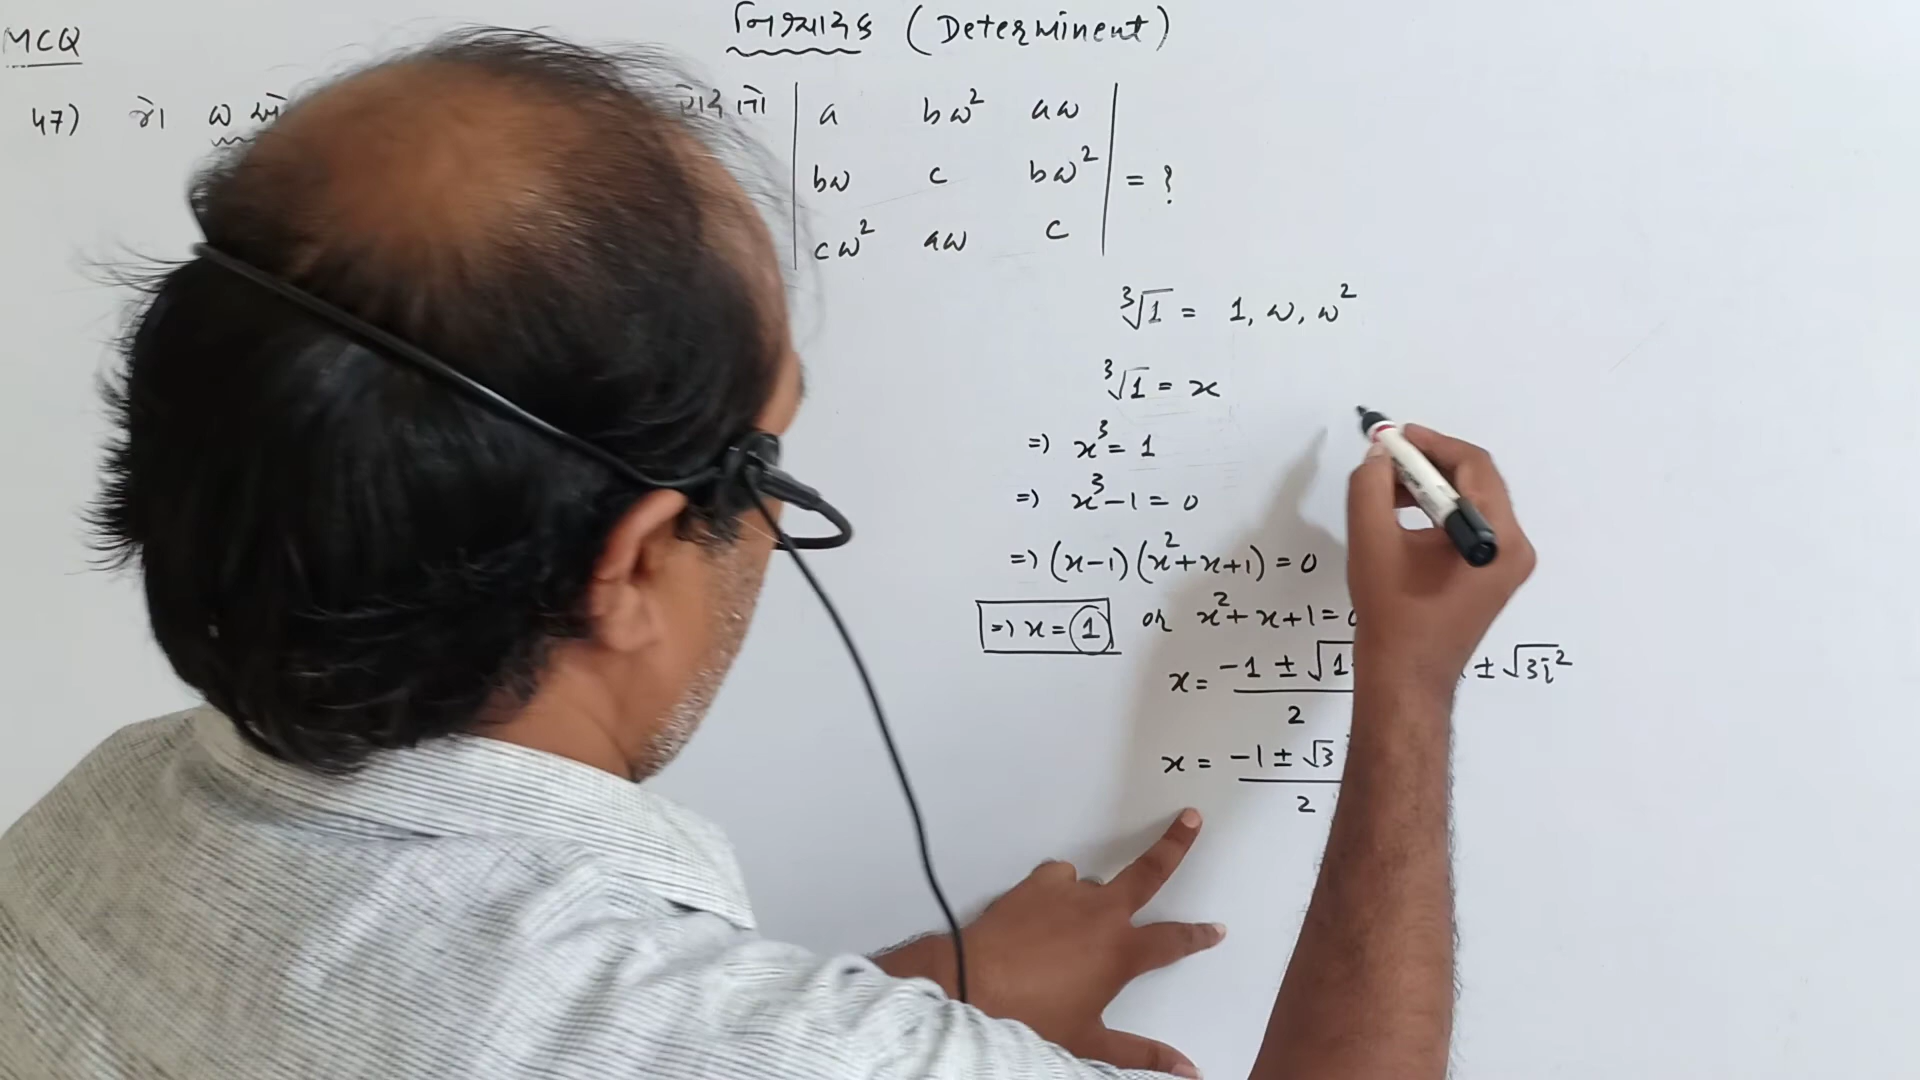 MCQ
નિશ્ચાયક (Determinent)
47) જો ω
a bω² aω
bω c bω² = ?
cω² aω c
∛1 = 1, ω, ω²
∛1 = x
=> x³ = 1
=> x³ - 1 = 0
=> (x-1)(x²+x+1) = 0
=> x = 1 or x²+x+1=0
x = -1 ± √1 ± √3i²
2
x = -1 ± √3
2